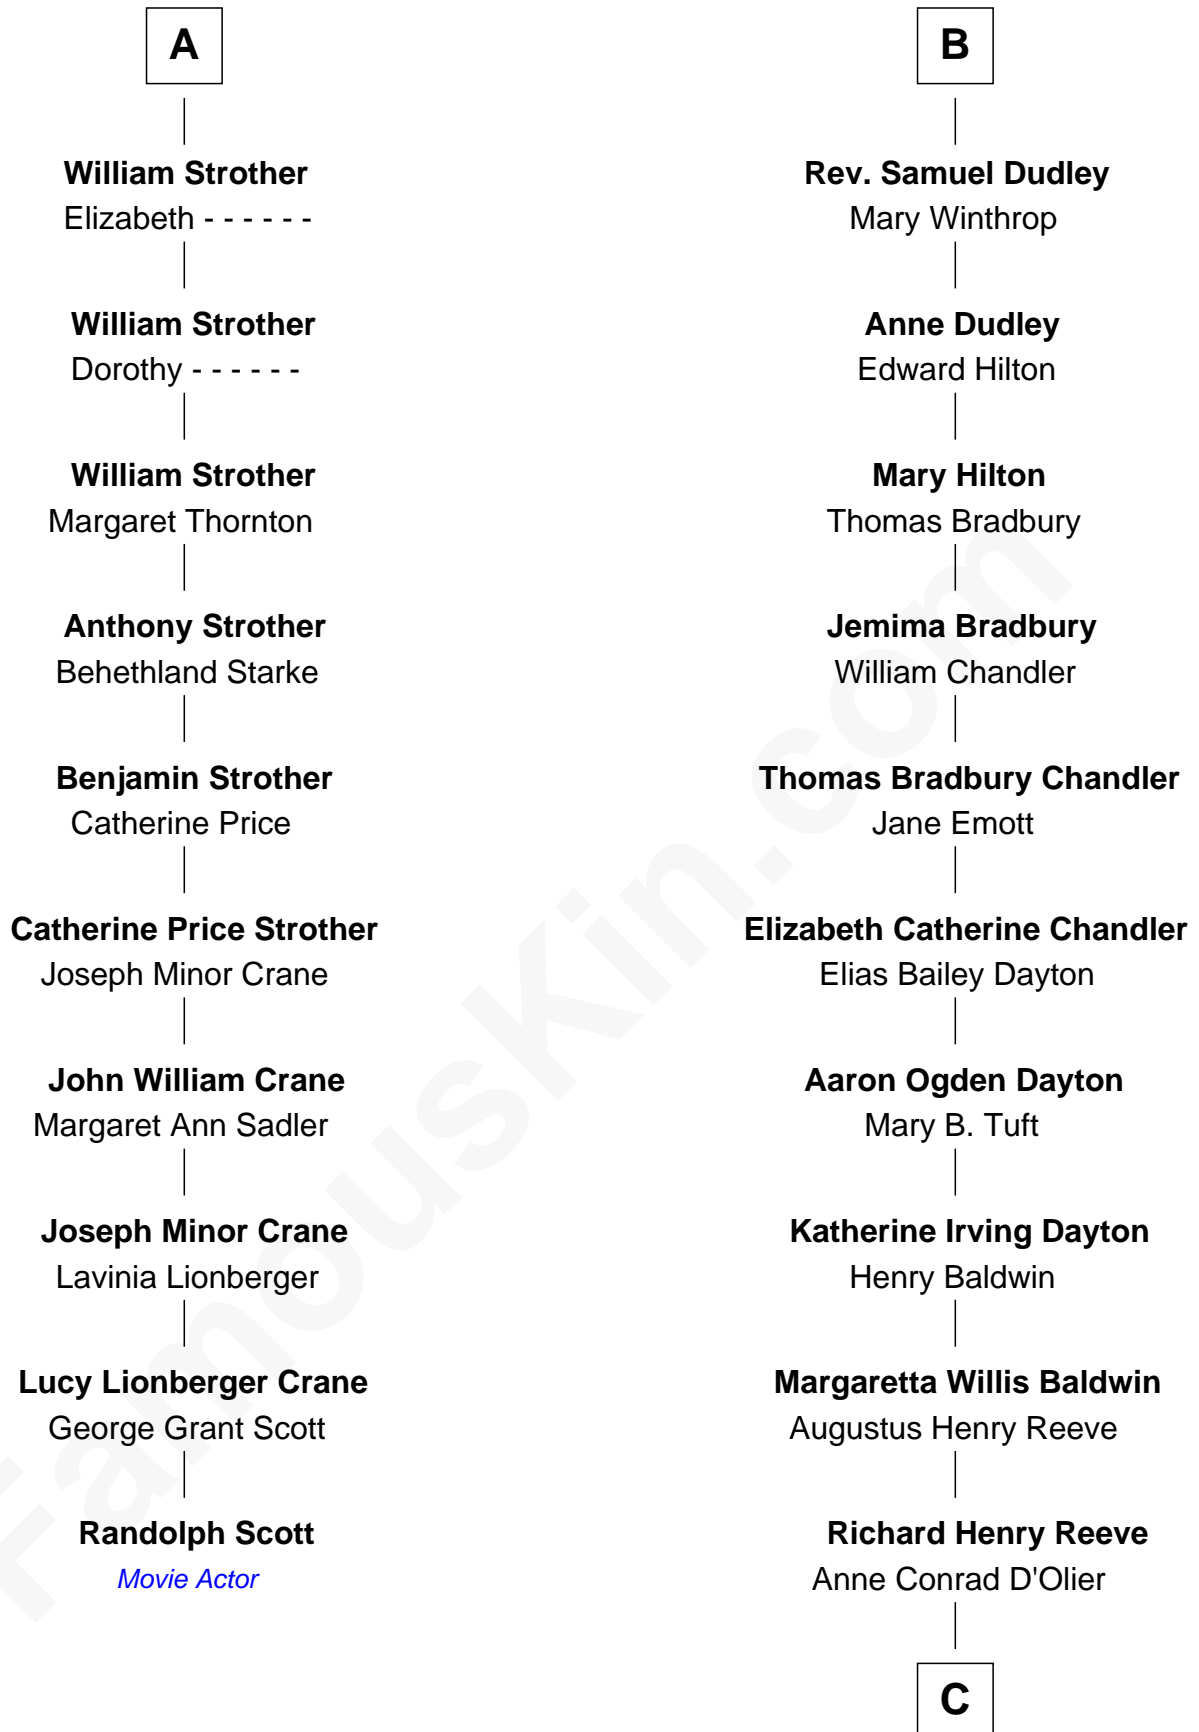 A
William Strother
Elizabeth - - - - - -
William Strother
Dorothy - - - - - -
William Strother
Margaret Thornton
Anthony Strother
Behethland Starke
Benjamin Strother
Catherine Price
Catherine Price Strother
Joseph Minor Crane
John William Crane
Margaret Ann Sadler
Joseph Minor Crane
Lavinia Lionberger
Lucy Lionberger Crane
George Grant Scott
Randolph Scott
Movie Actor
B
Rev. Samuel Dudley
Mary Winthrop
Anne Dudley
Edward Hilton
Mary Hilton
Thomas Bradbury
Jemima Bradbury
William Chandler
Thomas Bradbury Chandler
Jane Emott
Elizabeth Catherine Chandler
Elias Bailey Dayton
Aaron Ogden Dayton
Mary B. Tuft
Katherine Irving Dayton
Henry Baldwin
Margaretta Willis Baldwin
Augustus Henry Reeve
Richard Henry Reeve
Anne Conrad D'Olier
C
FamousKin.com